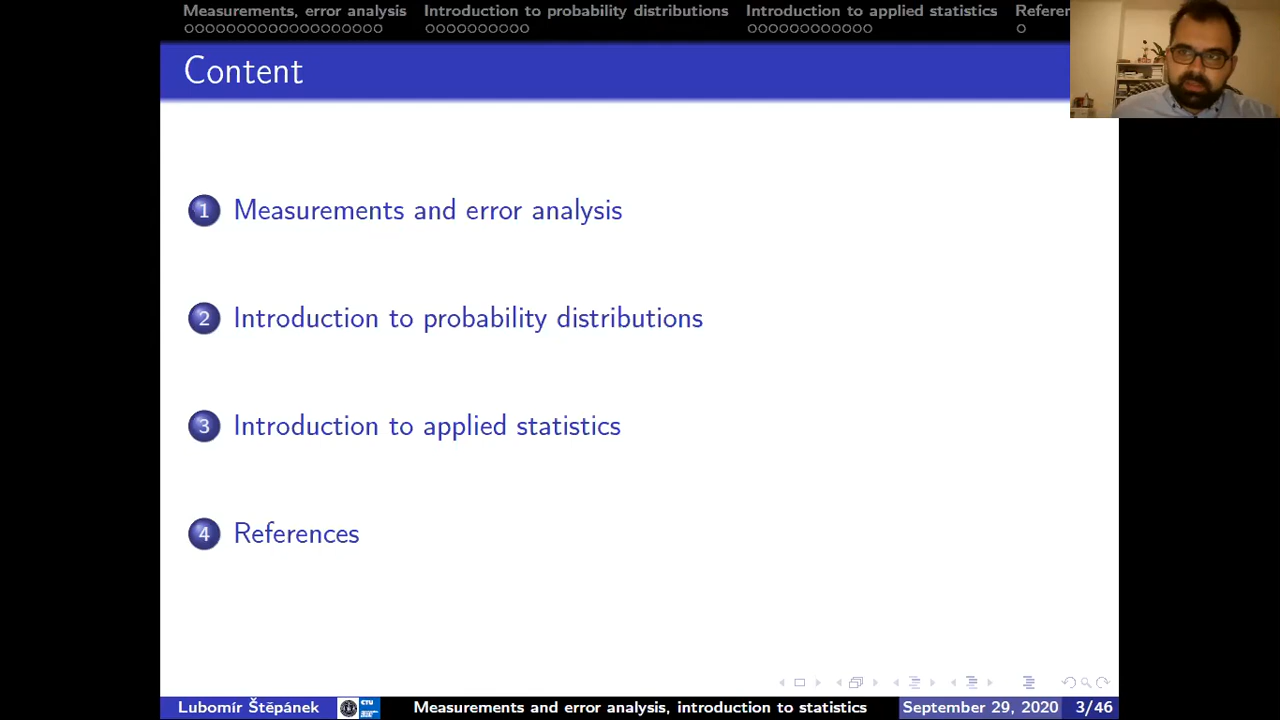 Measurements, error analysis Introduction to probability distributions Introduction to applied statistics
Content
1 Measurements and error analysis
2 Introduction to probability distributions
3 Introduction to applied statistics
4 References
Lubomír Štěpánek CTU Measurements and error analysis, introduction to statistics September 29, 2020 3/46